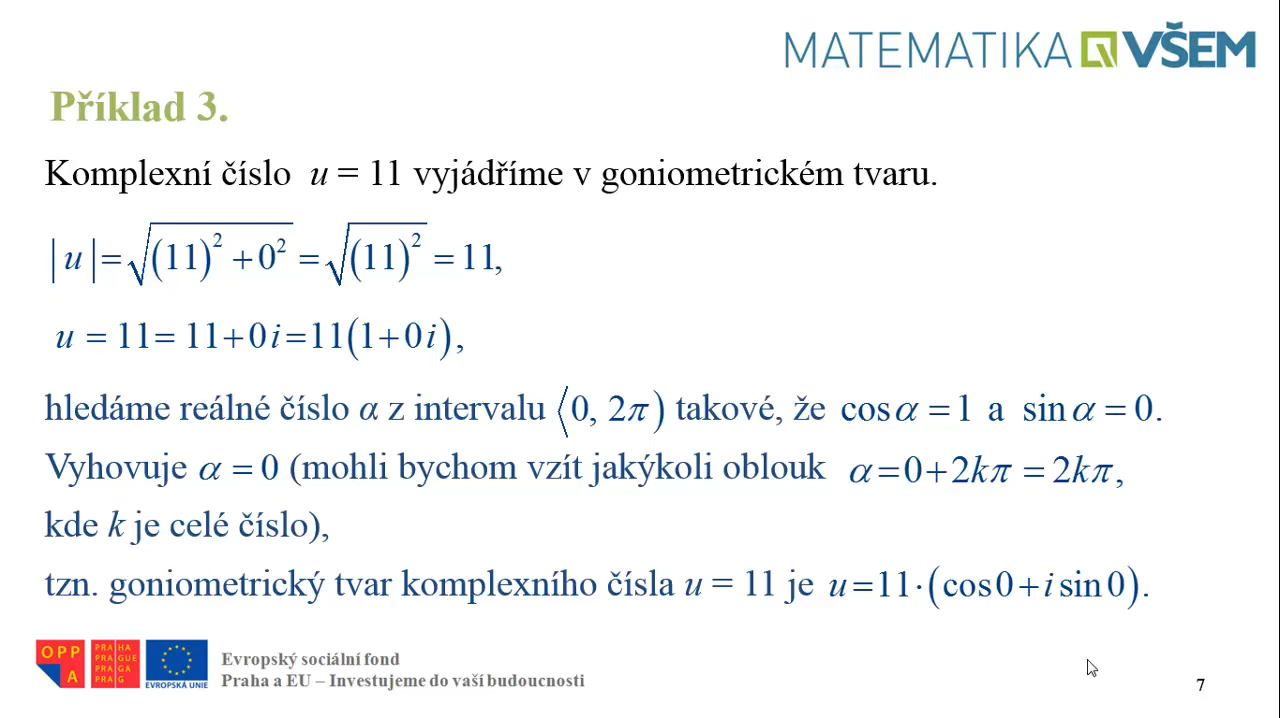 MATEMATIKA VŠEM
Příklad 3.
Komplexní číslo u = 11 vyjádříme v goniometrickém tvaru.
|u| = √((11)² + 0²) = √((11)²) = 11,
u = 11 = 11 + 0i = 11(1 + 0i),
hledáme reálné číslo α z intervalu ⟨0, 2π) takové, že cos α = 1 a sin α = 0.
Vyhovuje α = 0 (mohli bychom vzít jakýkoli oblouk α = 0 + 2kπ = 2kπ,
kde k je celé číslo),
tzn. goniometrický tvar komplexního čísla u = 11 je u = 11·(cos 0 + i sin 0).
OPP
A
PRAHA
PRAGUE
PRAGA
PRAG
EVROPSKÁ UNIE
Evropský sociální fond
Praha a EU – Investujeme do vaší budoucnosti
7